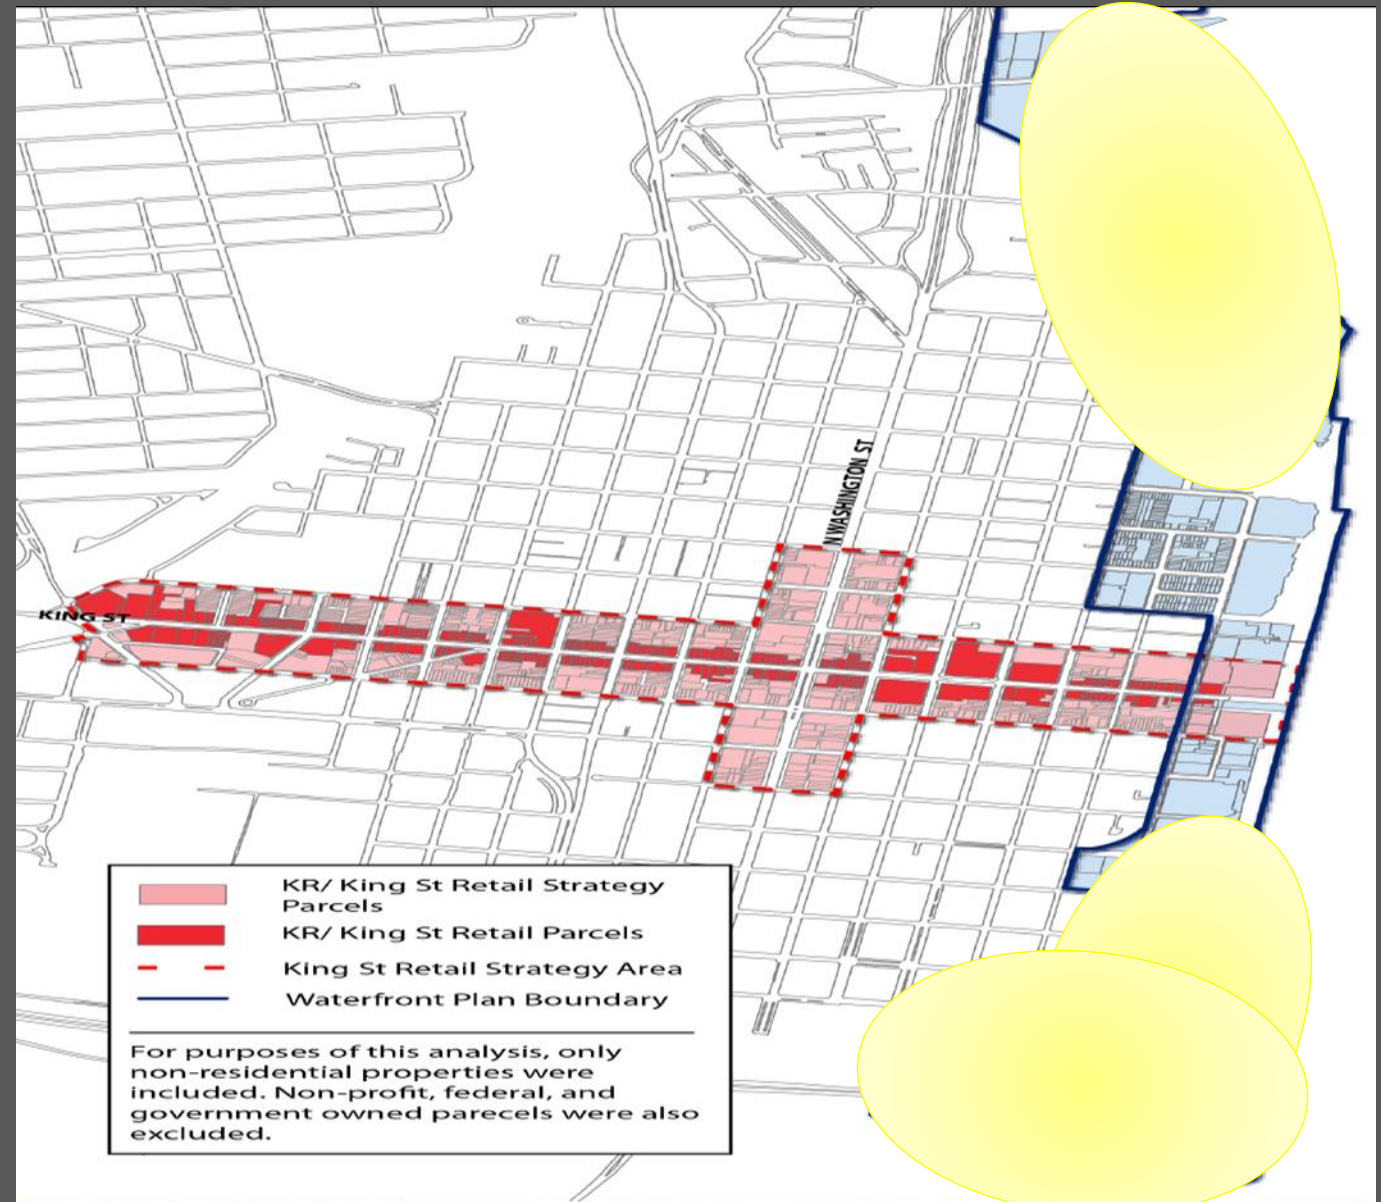 N WASHINGTON ST
KING ST
KR/ King St Retail Strategy
Parcels
KR/ King St Retail Parcels
King St Retail Strategy Area
Waterfront Plan Boundary
For purposes of this analysis, only
non-residential properties were
included. Non-profit, federal, and
government owned parecels were also
excluded.